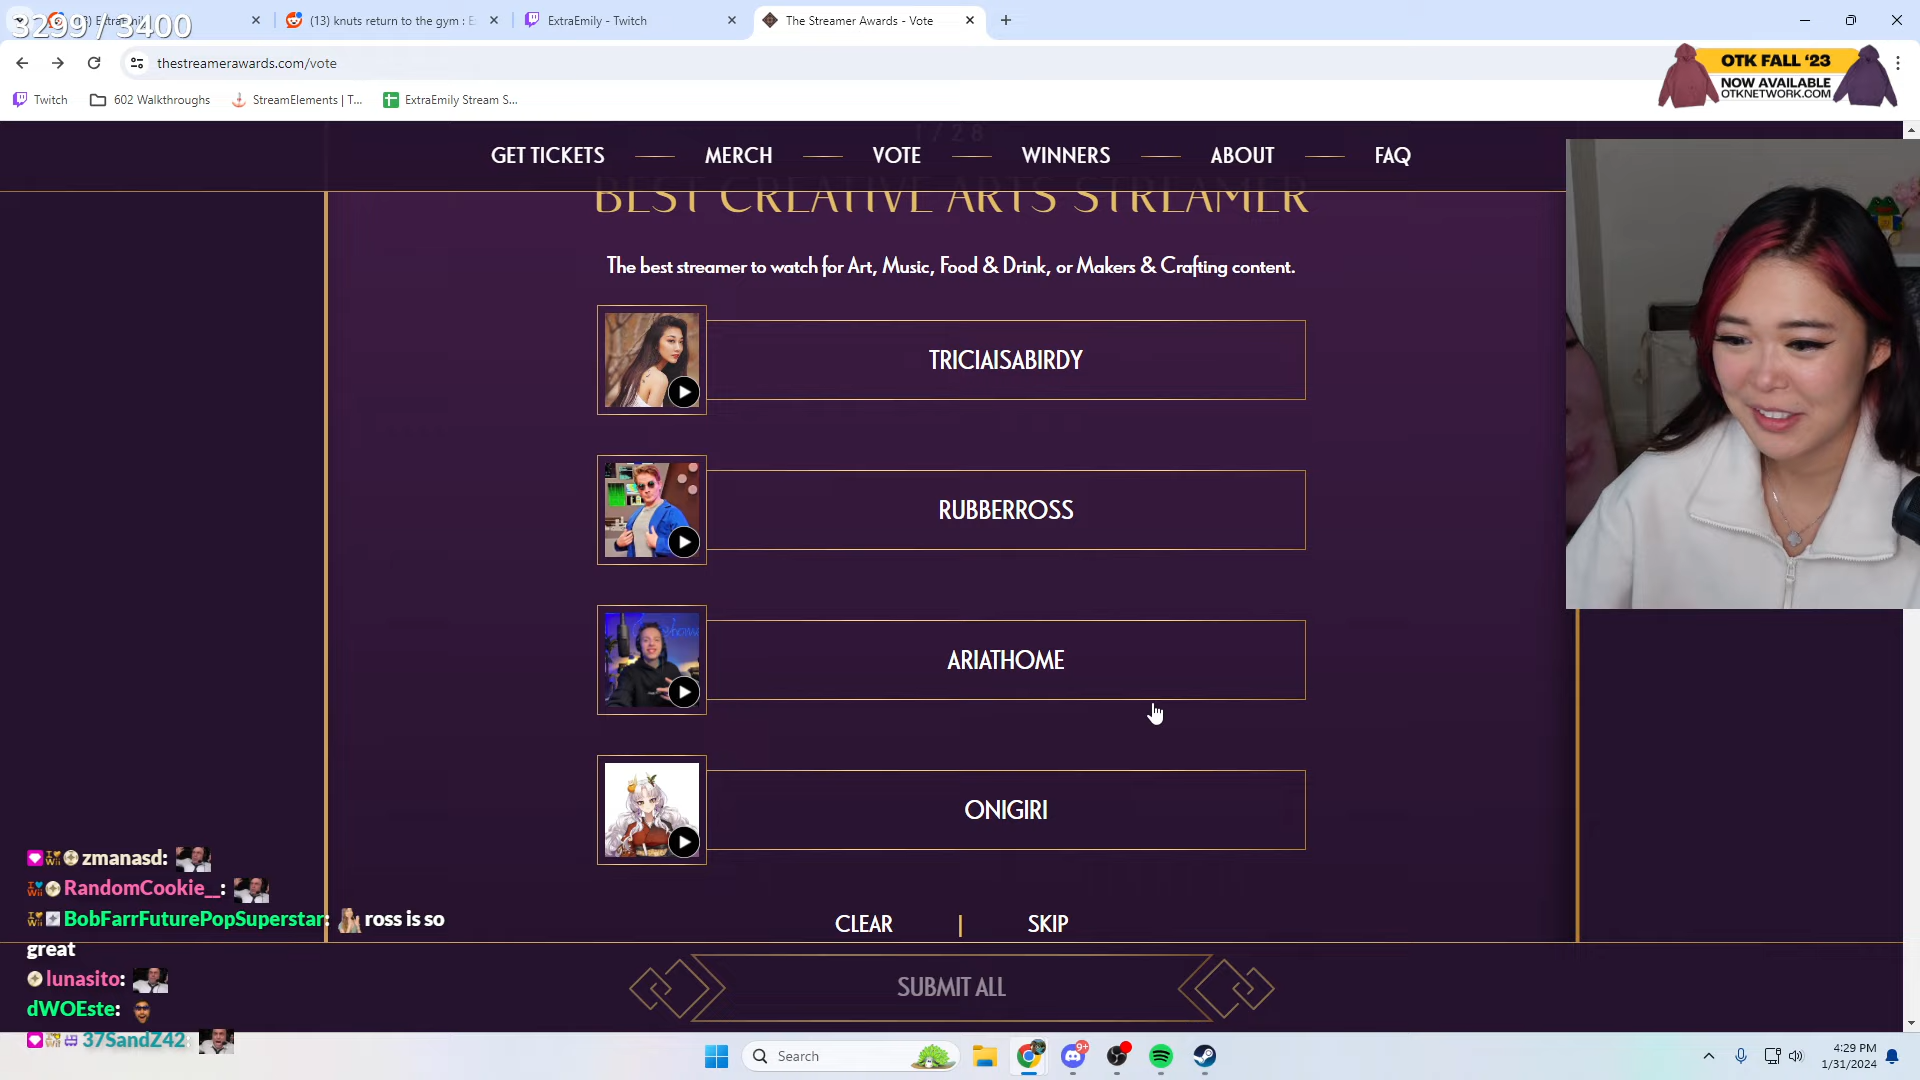 3299 / 3400
(13) knuts return to the gym : E
ExtraEmily - Twitch
The Streamer Awards - Vote
thestreamerawards.com/vote
OTK FALL '23
NOW AVAILABLE
OTKNETWORK.COM
Twitch
602 Walkthroughs
StreamElements | T...
ExtraEmily Stream S...
1 / 28
GET TICKETS
MERCH
VOTE
WINNERS
ABOUT
FAQ
BEST CREATIVE ARTS STREAMER
The best streamer to watch for Art, Music, Food & Drink, or Makers & Crafting content.
TRICIAISABIRDY
RUBBERROSS
ARIATHOME
ONIGIRI
zmanasd:
RandomCookie__:
BobFarrFuturePopSuperstar: ross is so
great
lunasito:
dWOEste:
37SandZ42:
CLEAR | SKIP
SUBMIT ALL
Search
9+
4:29 PM
1/31/2024